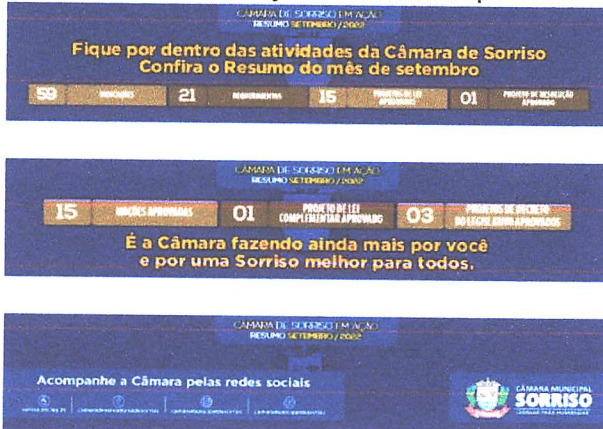 CÂMARA DE SORRISO EM AÇÃO
RESUMO SETEMBRO / 2022
Fique por dentro das atividades da Câmara de Sorriso
Confira o Resumo do mês de setembro
59 INDICAÇÕES 21 REQUERIMENTOS 15 PROJETOS DE LEI APROVADOS 01 PROJETO DE RESOLUÇÃO APROVADO
CÂMARA DE SORRISO EM AÇÃO
RESUMO SETEMBRO / 2022
15 MOÇÕES APROVADAS 01 PROJETO DE LEI COMPLEMENTAR APROVADO 03 PROJETOS DE DECRETO DO LEGISLATIVO APROVADOS
É a Câmara fazendo ainda mais por você
e por uma Sorriso melhor para todos.
CÂMARA DE SORRISO EM AÇÃO
RESUMO SETEMBRO / 2022
Acompanhe a Câmara pelas redes sociais
CÂMARA MUNICIPAL
SORRISO